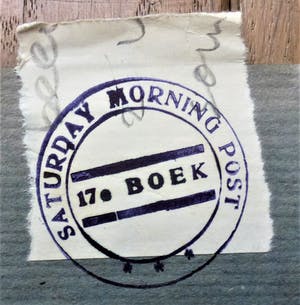 SATURDAY MORNING POST
17e BOEK
* * *